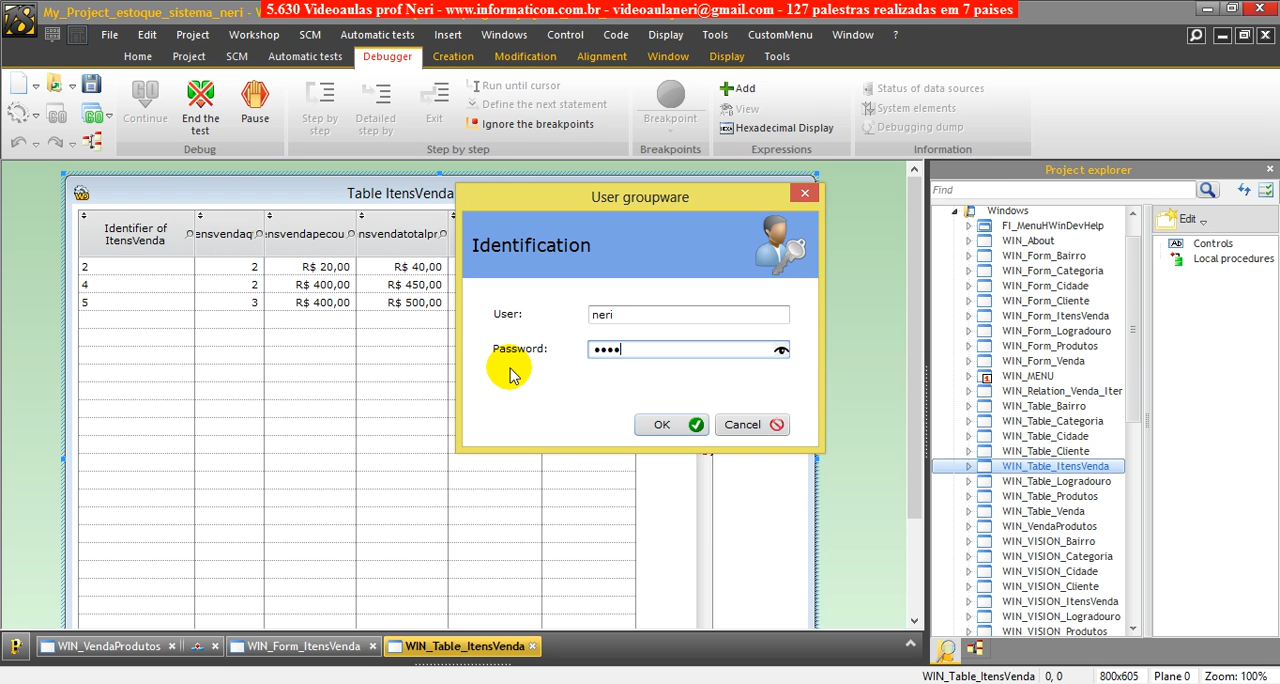 My_Project_estoque_sistema_neri -
5.630 Videoaulas prof Neri - www.informaticon.com.br - videoaulaneri@gmail.com - 127 palestras realizadas em 7 paises
File Edit Project Workshop SCM Automatic tests Insert Windows Control Code Display Tools CustomMenu Window ?
Home Project SCM Automatic tests Debugger Creation Modification Alignment Window Display Tools
Continue
End the test
Pause
Debug
Step by step
Detailed step by
Exit
Run until cursor
Define the next statement
Ignore the breakpoints
Step by step
Breakpoint
Breakpoints
Add
View
Hexadecimal Display
Expressions
Status of data sources
System elements
Debugging dump
Information
Table ItensVenda
Identifier of ItensVenda ensvendaq endapecou nsvendatotalpr
2 2 R$ 20,00 R$ 40,00
4 2 R$ 400,00 R$ 450,00
5 3 R$ 400,00 R$ 500,00
User groupware
Identification
User: neri
Password: ••••
OK Cancel
Project explorer
Find
Windows
FI_MenuHWinDevHelp
WIN_About
WIN_Form_Bairro
WIN_Form_Categoria
WIN_Form_Cidade
WIN_Form_Cliente
WIN_Form_ItensVenda
WIN_Form_Logradouro
WIN_Form_Produtos
WIN_Form_Venda
WIN_MENU
WIN_Relation_Venda_Iter
WIN_Table_Bairro
WIN_Table_Categoria
WIN_Table_Cidade
WIN_Table_Cliente
WIN_Table_ItensVenda
WIN_Table_Logradouro
WIN_Table_Produtos
WIN_Table_Venda
WIN_VendaProdutos
WIN_VISION_Bairro
WIN_VISION_Categoria
WIN_VISION_Cidade
WIN_VISION_Cliente
WIN_VISION_ItensVenda
WIN_VISION_Logradouro
WIN_VISION_Produtos
Edit
Controls
Local procedures
WIN_VendaProdutos WIN_Form_ItensVenda WIN_Table_ItensVenda
WIN_Table_ItensVenda 0, 0 800x605 Plane 0 Zoom: 100%